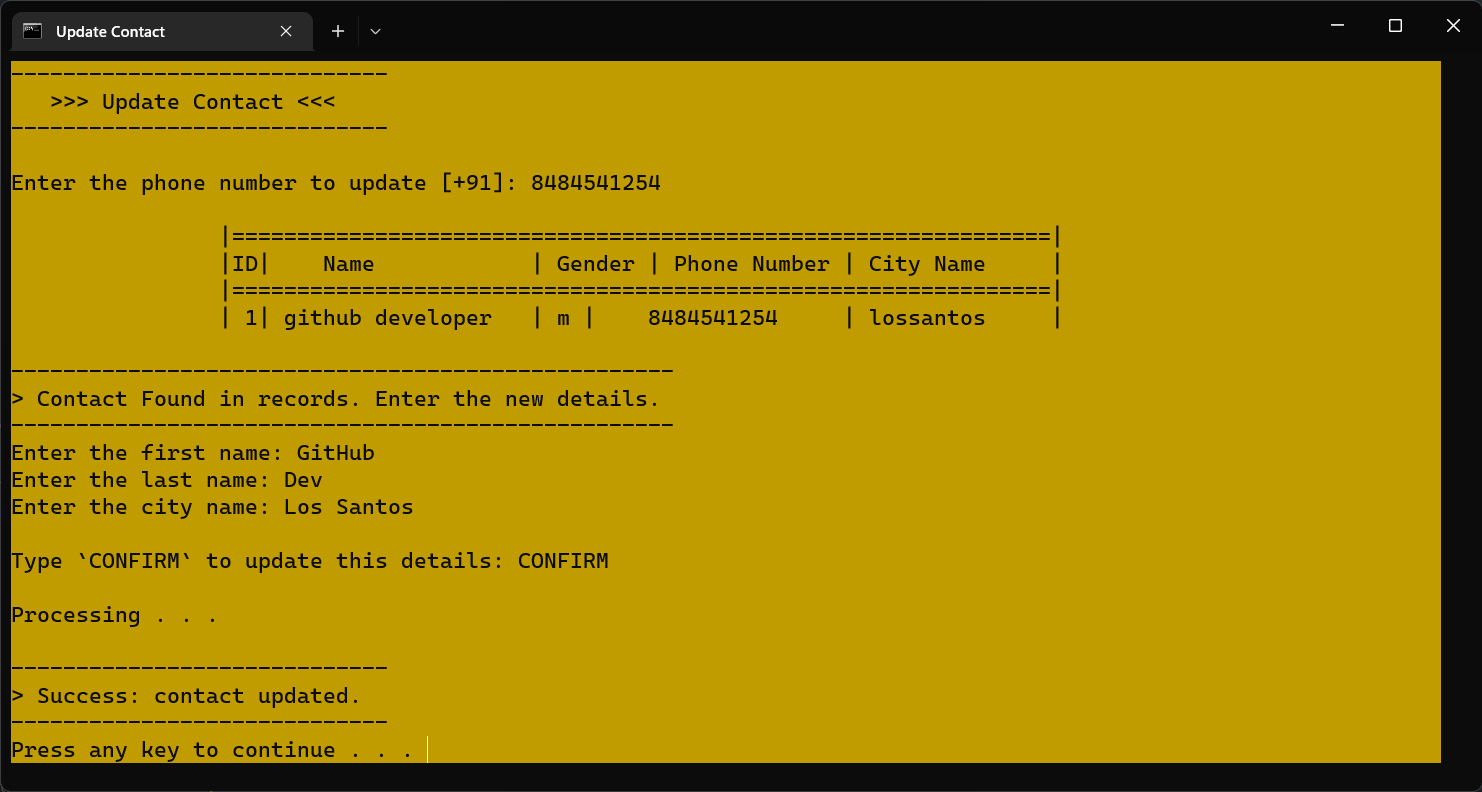 Update Contact
-----------------------------
   >>> Update Contact <<<
-----------------------------
Enter the phone number to update [+91]: 8484541254
                |===============================================================|
                |ID|    Name            | Gender | Phone Number | City Name     |
                |===============================================================|
                | 1| github developer   | m |    8484541254     | lossantos     |
---------------------------------------------------
> Contact Found in records. Enter the new details.
---------------------------------------------------
Enter the first name: GitHub
Enter the last name: Dev
Enter the city name: Los Santos
Type `CONFIRM` to update this details: CONFIRM
Processing . . .
-----------------------------
> Success: contact updated.
-----------------------------
Press any key to continue . . .